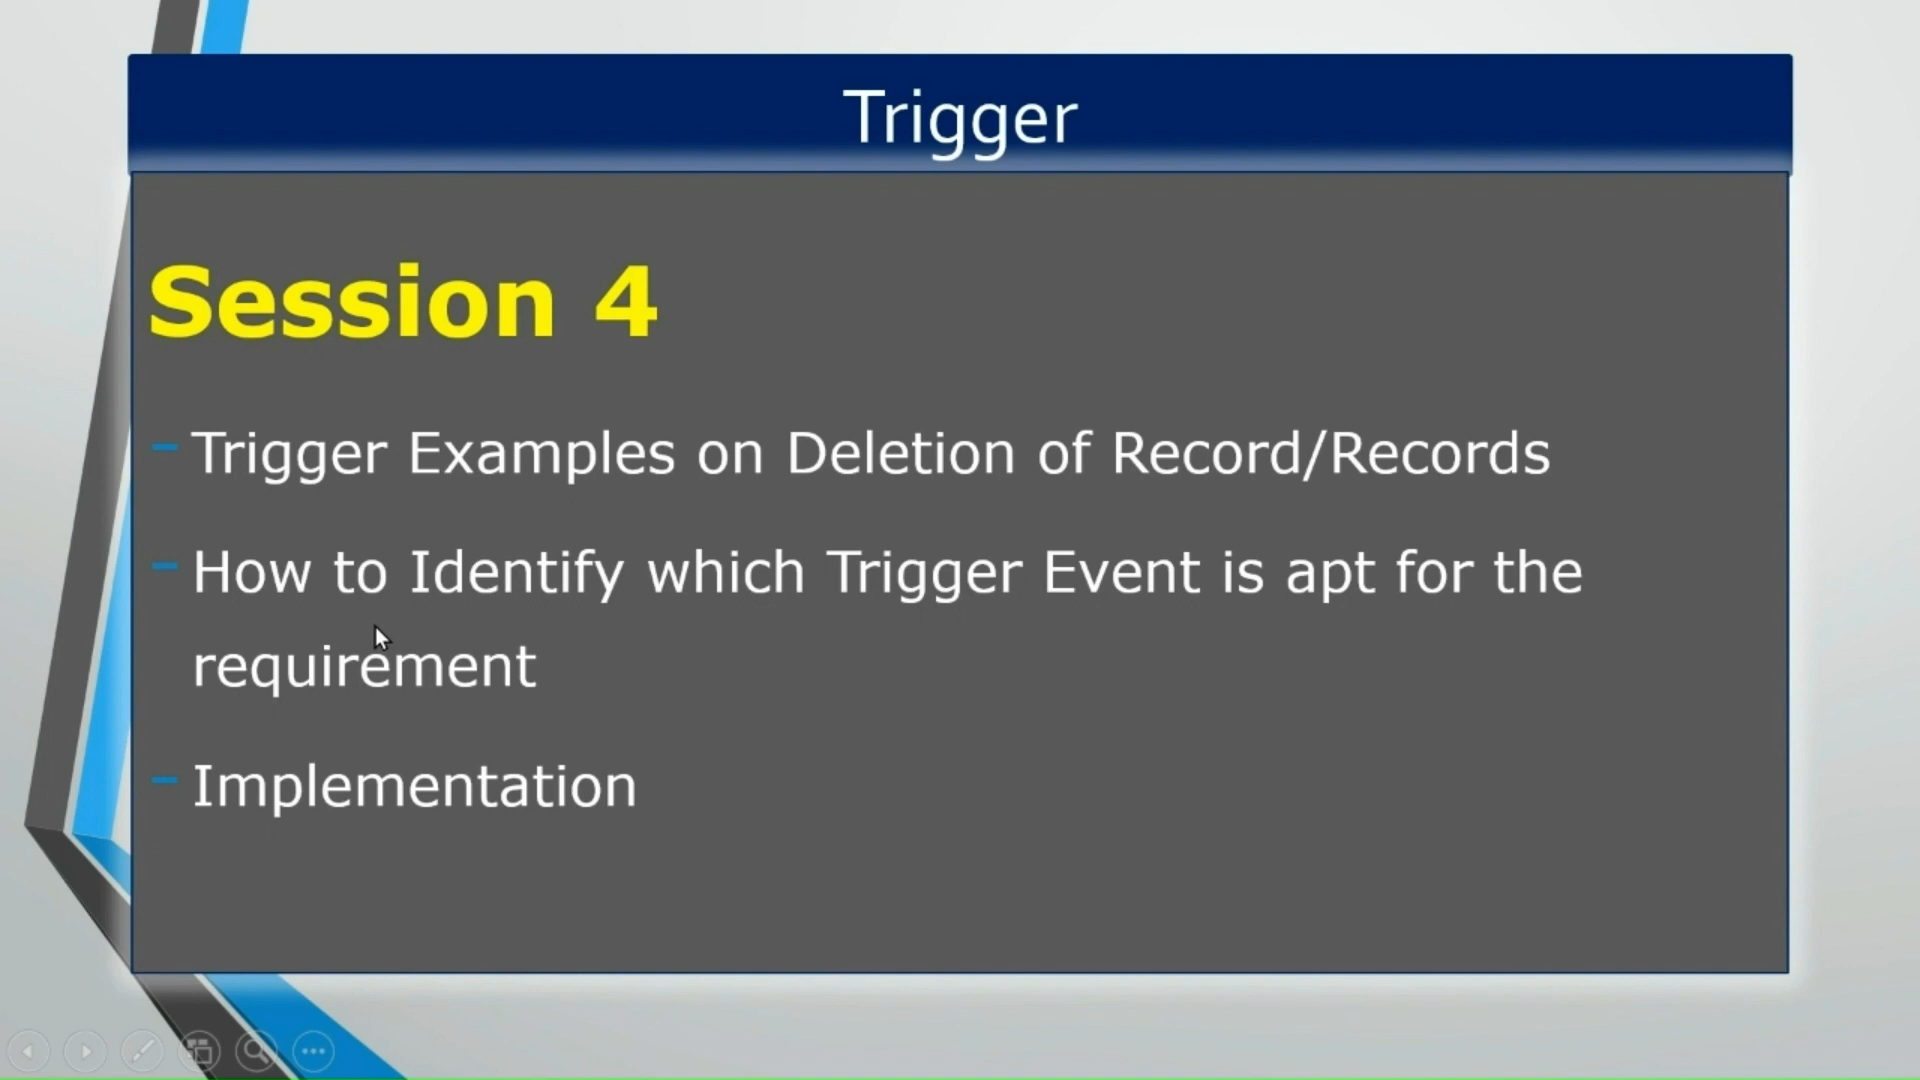 Trigger
Session 4
- Trigger Examples on Deletion of Record/Records
- How to Identify which Trigger Event is apt for the
requirement
- Implementation